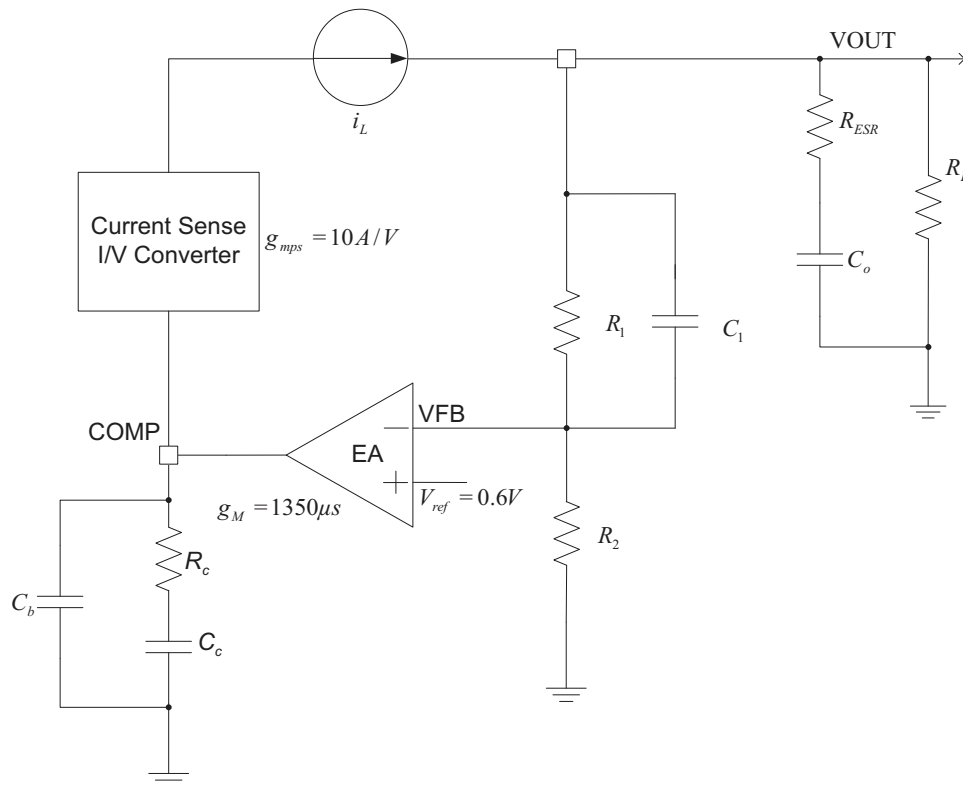 VOUT
i_L
R_ESR
Current Sense
I/V Converter
g_mps = 10A/V
C_o
R_1
C_1
COMP
VFB
EA
g_M = 1350μs
V_ref = 0.6V
R_2
R_c
C_b
C_c